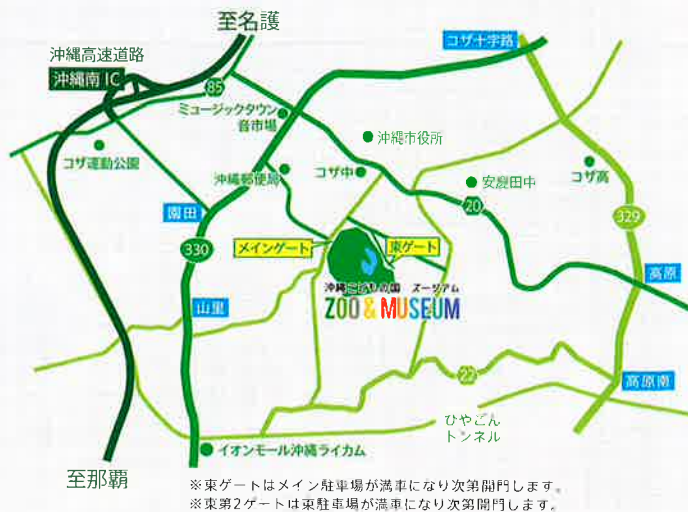 至名護
沖縄高速道路
沖縄南 IC
85
コザ十字路
ミュージックタウン
音市場
沖縄市役所
コザ運動公園
沖縄郵便局
コザ中
安慶田中
コザ高
園田
20
329
330
メインゲート
東ゲート
高原
沖縄こどもの国 ズージアム
ZOO & MUSEUM
山里
22
高原南
ひやごん
トンネル
イオンモール沖縄ライカム
至那覇
※東ゲートはメイン駐車場が満車になり次第開門します。
※東第2ゲートは東駐車場が満車になり次第開門します。